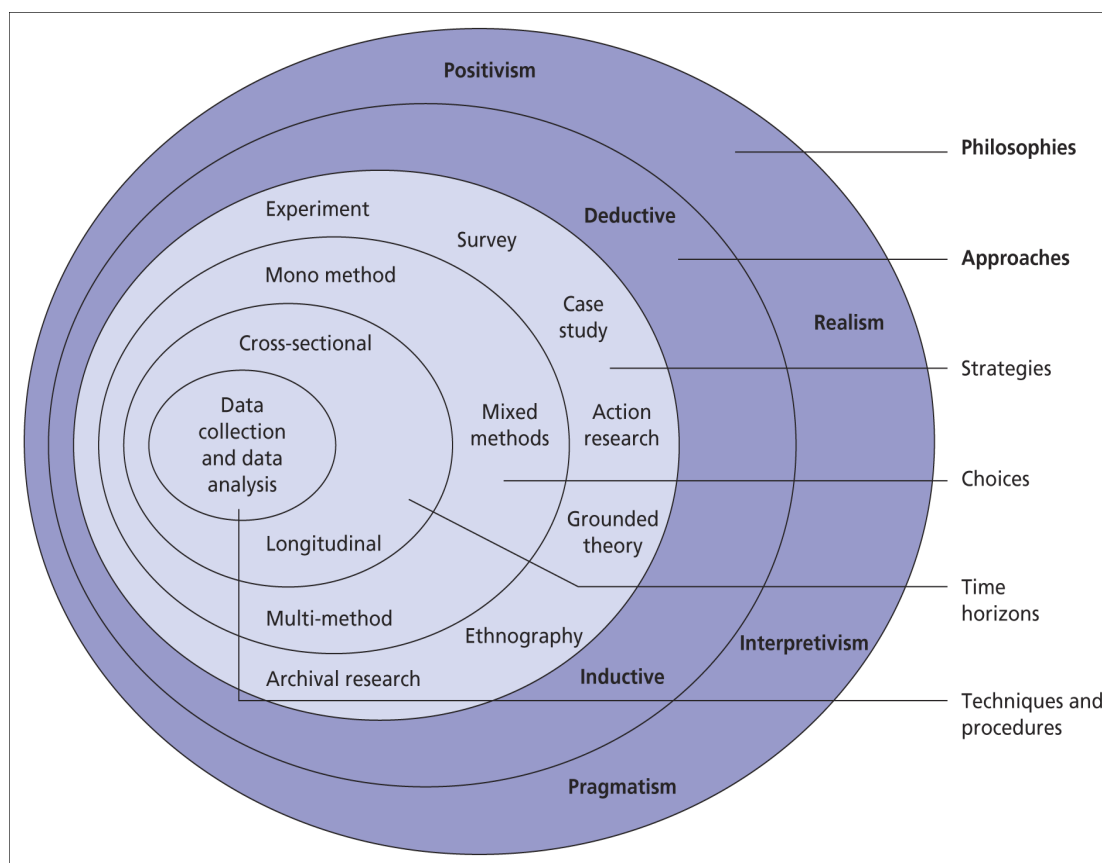 Positivism
Philosophies
Experiment
Deductive
Survey
Approaches
Mono method
Case
study
Realism
Cross-sectional
Strategies
Data
collection
and data
analysis
Mixed
methods
Action
research
Choices
Grounded
theory
Longitudinal
Time
horizons
Multi-method
Ethnography
Interpretivism
Archival research
Inductive
Techniques and
procedures
Pragmatism